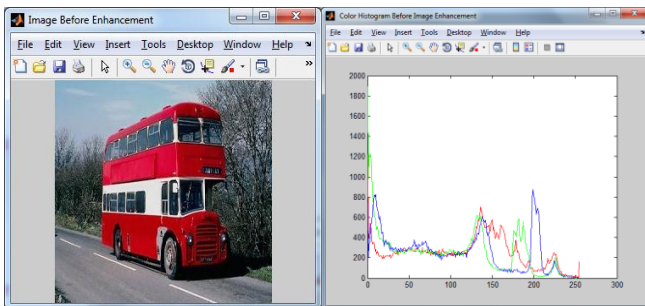 Image Before Enhancement
File Edit View Insert Tools Desktop Window Help
Color Histogram Before Image Enhancement
File Edit View Insert Tools Desktop Window Help
2000
1800
1600
1400
1200
1000
800
600
400
200
0
0 50 100 150 200 250 300